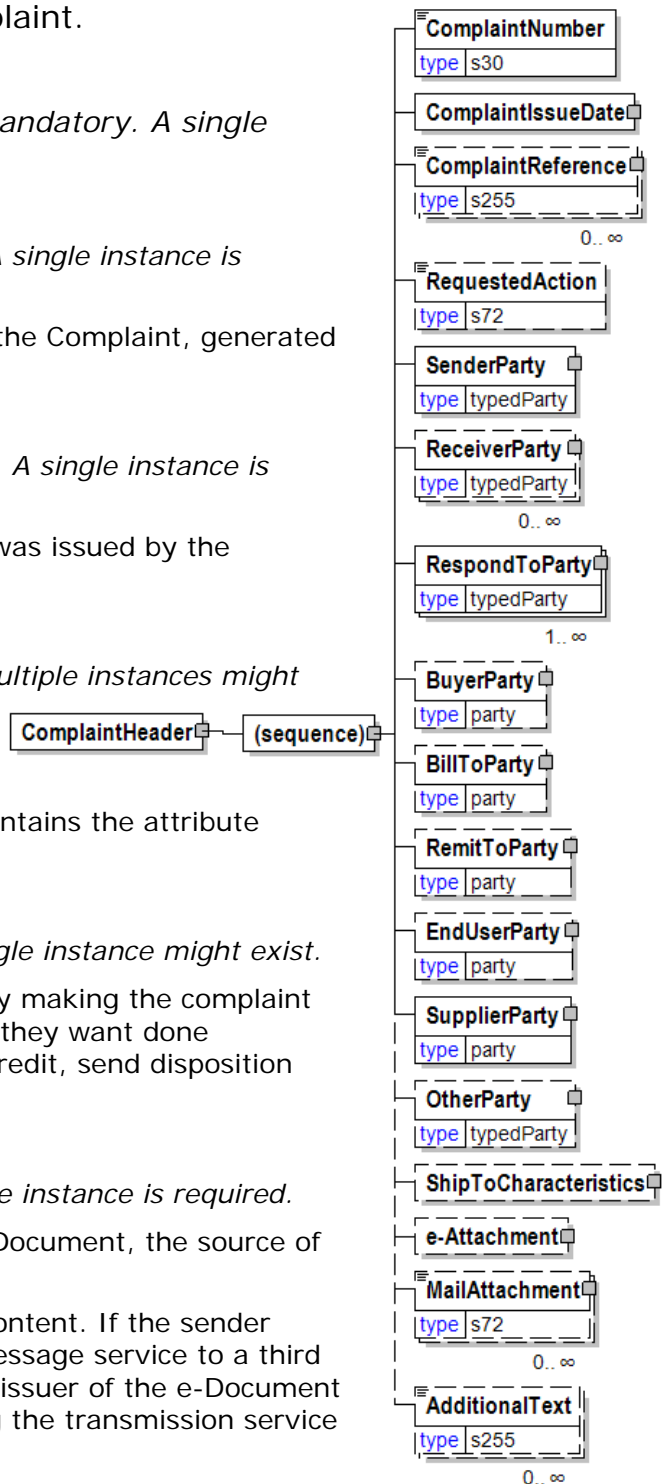 plaint.
andatory. A single
A single instance is
the Complaint, generated
A single instance is
was issued by the
ultiple instances might
ntains the attribute
gle instance might exist.
y making the complaint
they want done
redit, send disposition
e instance is required.
Document, the source of
ontent. If the sender
essage service to a third
issuer of the e-Document
g the transmission service
ComplaintHeader
(sequence)
ComplaintNumber
type s30
ComplaintIssueDate
ComplaintReference
type s255
0..∞
RequestedAction
type s72
SenderParty
type typedParty
ReceiverParty
type typedParty
0..∞
RespondToParty
type typedParty
1..∞
BuyerParty
type party
BillToParty
type party
RemitToParty
type party
EndUserParty
type party
SupplierParty
type party
OtherParty
type typedParty
ShipToCharacteristics
e-Attachment
MailAttachment
type s72
0..∞
AdditionalText
type s255
0..∞